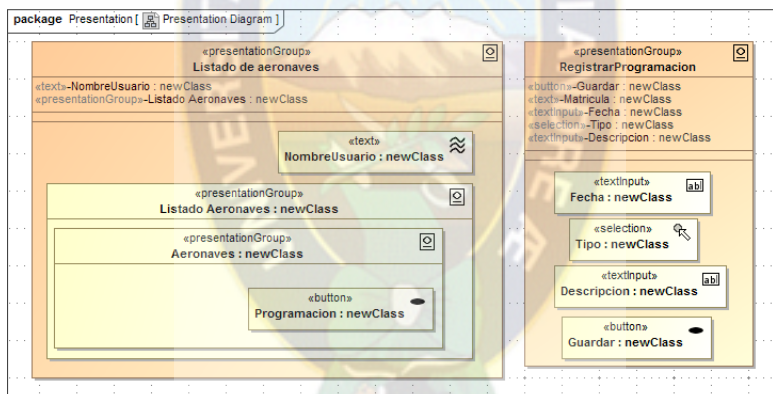 package Presentation [ Presentation Diagram ]
«presentationGroup»
Listado de aeronaves
«text»-NombreUsuario : newClass
«presentationGroup»-Listado Aeronaves : newClass
«text»
NombreUsuario : newClass
«presentationGroup»
Listado Aeronaves : newClass
«presentationGroup»
Aeronaves : newClass
«button»
Programacion : newClass
«presentationGroup»
RegistrarProgramacion
«button»-Guardar : newClass
«text»-Matricula : newClass
«textInput»-Fecha : newClass
«selection»-Tipo : newClass
«textInput»-Descripcion : newClass
«textInput»
Fecha : newClass
ab|
«selection»
Tipo : newClass
«textInput»
Descripcion : newClass
ab|
«button»
Guardar : newClass